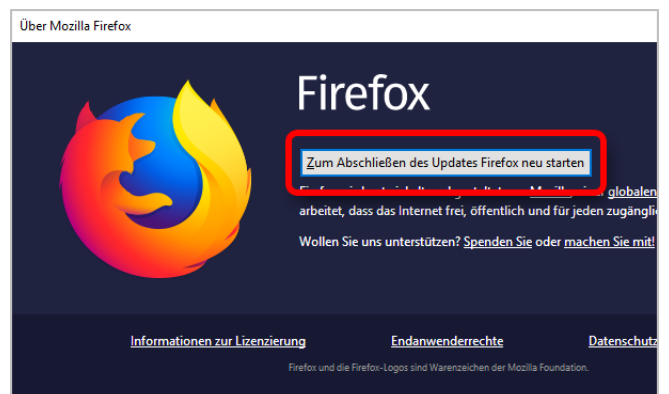 Über Mozilla Firefox
Firefox
Zum Abschließen des Updates Firefox neu starten
globalen
arbeitet, dass das Internet frei, öffentlich und für jeden zugängli
Wollen Sie uns unterstützen? Spenden Sie oder machen Sie mit!
Informationen zur Lizenzierung Endanwenderrechte Datenschutz
Firefox und die Firefox-Logos sind Warenzeichen der Mozilla Foundation.